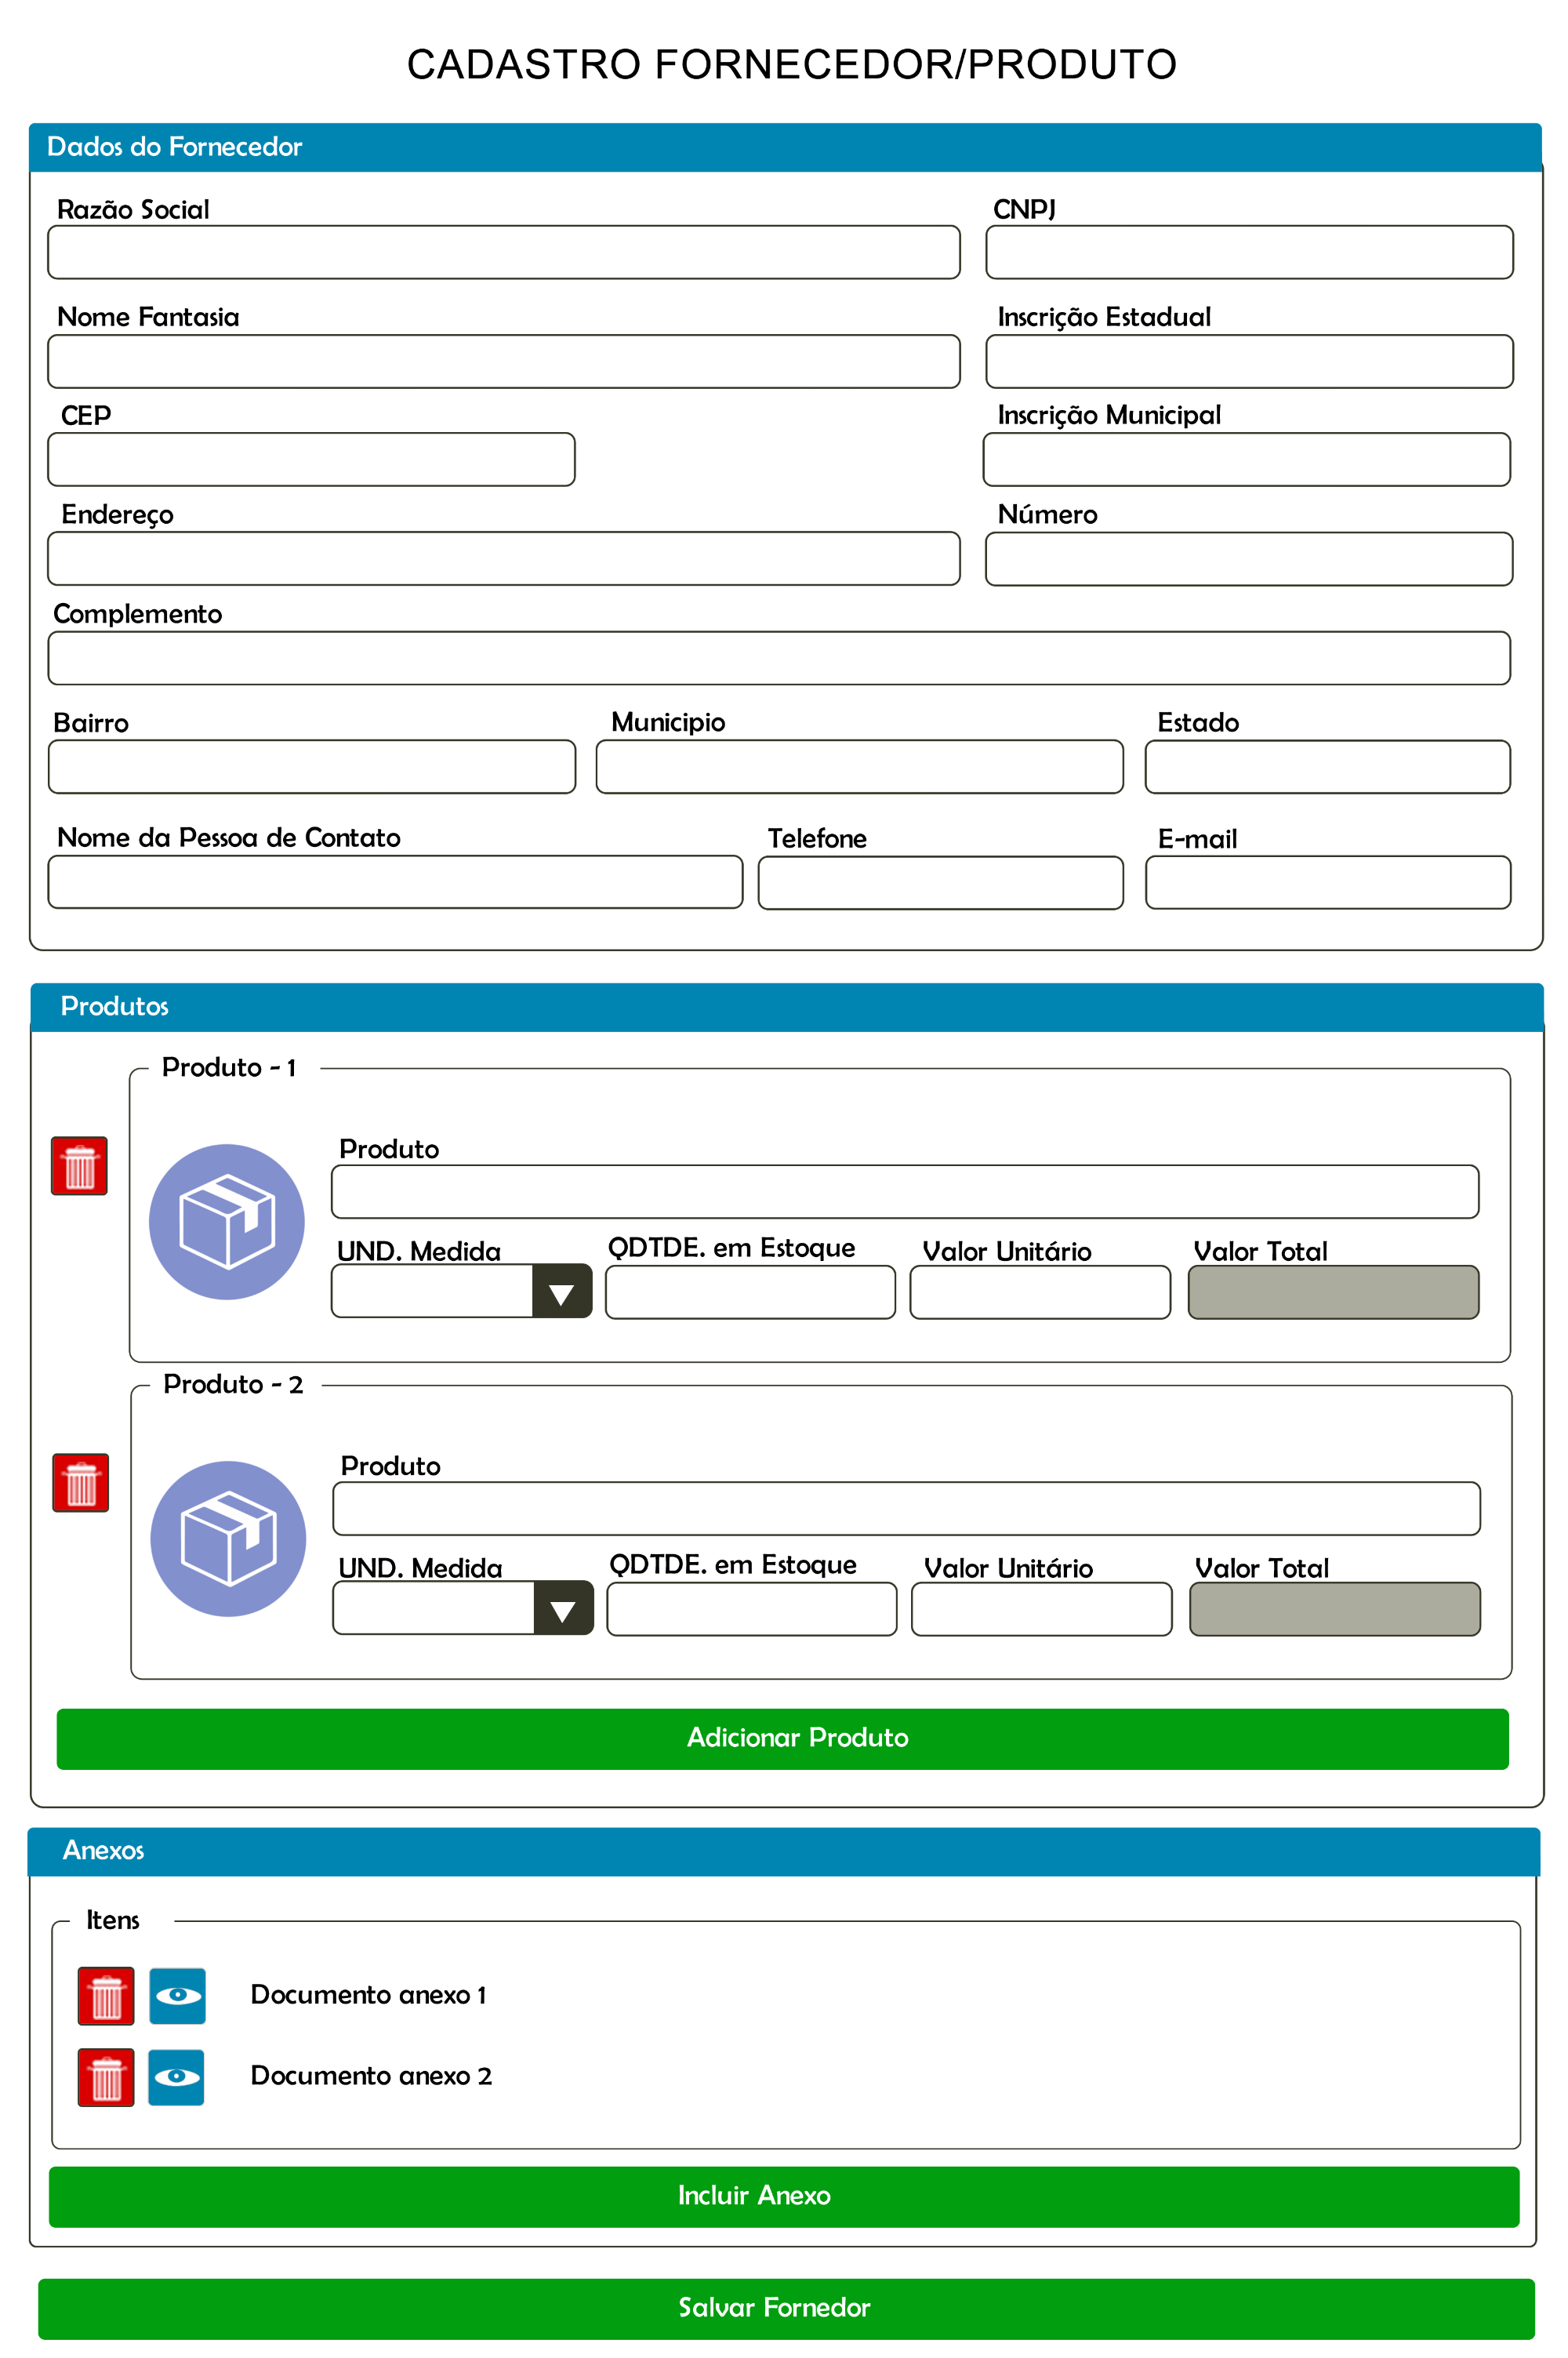 CADASTRO FORNECEDOR/PRODUTO
Dados do Fornecedor
Razão Social CNPJ
Nome Fantasia Inscrição Estadual
CEP Inscrição Municipal
Endereço Número
Complemento
Bairro Municipio Estado
Nome da Pessoa de Contato Telefone E-mail
Produtos
Produto - 1
Produto
UND. Medida QDTDE. em Estoque Valor Unitário Valor Total
Produto - 2
Produto
UND. Medida QDTDE. em Estoque Valor Unitário Valor Total
Adicionar Produto
Anexos
Itens
Documento anexo 1
Documento anexo 2
Incluir Anexo
Salvar Fornedor